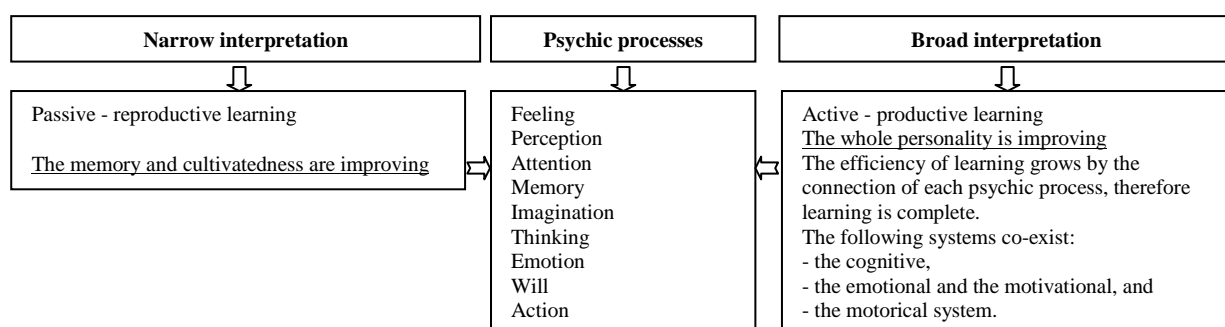 Narrow interpretation
Passive - reproductive learning
The memory and cultivatedness are improving
Psychic processes
Feeling
Perception
Attention
Memory
Imagination
Thinking
Emotion
Will
Action
Broad interpretation
Active - productive learning
The whole personality is improving
The efficiency of learning grows by the
connection of each psychic process, therefore
learning is complete.
The following systems co-exist:
- the cognitive,
- the emotional and the motivational, and
- the motorical system.